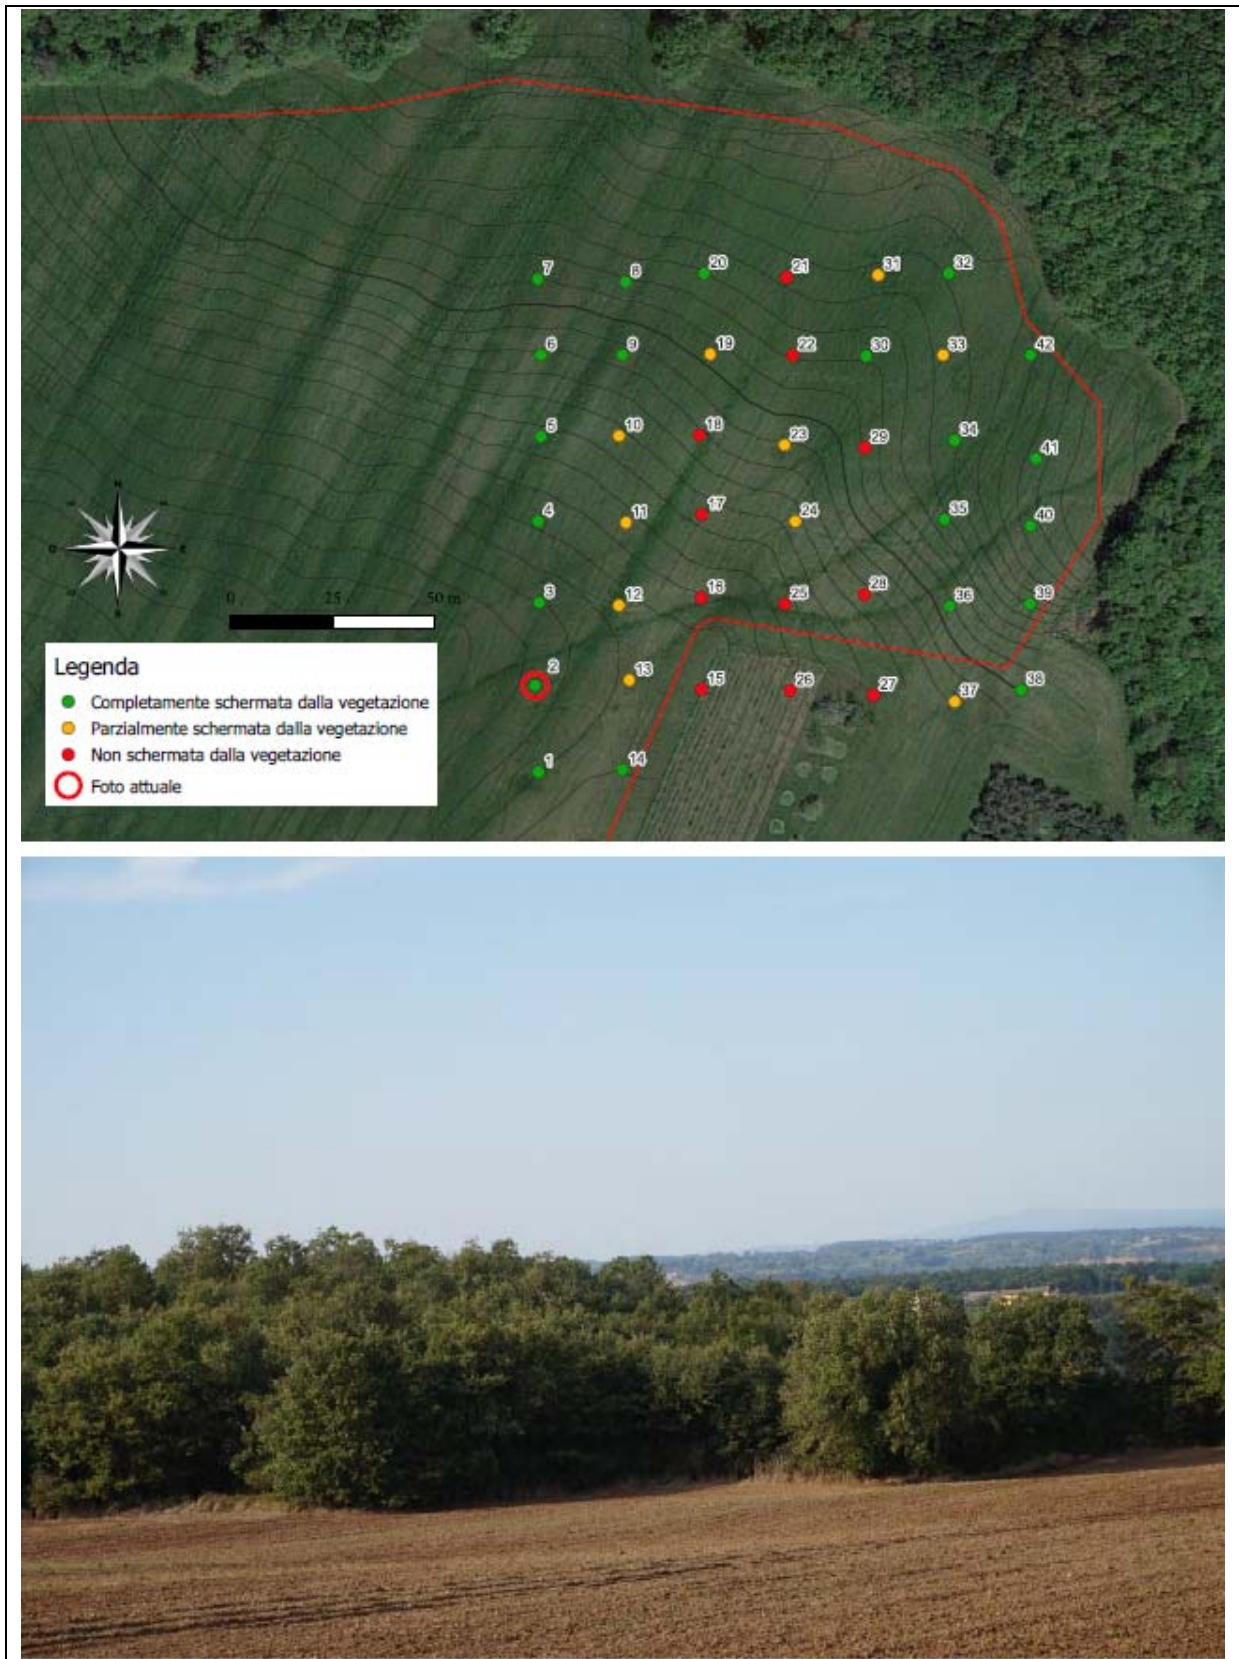 7 8 20 21 31 32
6 9 19 22 30 33 42
5 10 18 23 29 34 41
N
4 11 17 24 35 40
O E
S
3 12 16 25 28 36 39
0 25 50 m
2 13 15 26 27 37 38
1 14
Legenda
Completamente schermata dalla vegetazione
Parzialmente schermata dalla vegetazione
Non schermata dalla vegetazione
Foto attuale